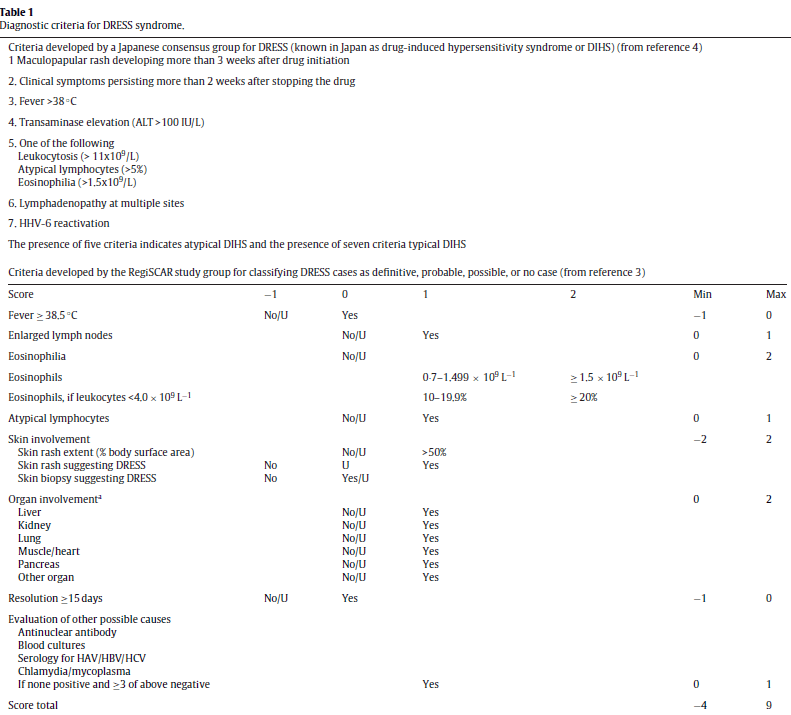 Table 1
Diagnostic criteria for DRESS syndrome.
Criteria developed by a Japanese consensus group for DRESS (known in Japan as drug-induced hypersensitivity syndrome or DIHS) (from reference 4)
1 Maculopapular rash developing more than 3 weeks after drug initiation
2. Clinical symptoms persisting more than 2 weeks after stopping the drug
3. Fever >38 °C
4. Transaminase elevation (ALT > 100 IU/L)
5. One of the following
Leukocytosis (> 11x10⁹/L)
Atypical lymphocytes (>5%)
Eosinophilia (>1.5x10⁹/L)
6. Lymphadenopathy at multiple sites
7. HHV-6 reactivation
The presence of five criteria indicates atypical DIHS and the presence of seven criteria typical DIHS
Criteria developed by the RegiSCAR study group for classifying DRESS cases as definitive, probable, possible, or no case (from reference 3)
Score −1 0 1 2 Min Max
Fever ≥ 38.5 °C No/U Yes −1 0
Enlarged lymph nodes No/U Yes 0 1
Eosinophilia No/U 0 2
Eosinophils 0·7–1,499 × 10⁹ L⁻¹ ≥ 1.5 × 10⁹ L⁻¹
Eosinophils, if leukocytes <4.0 × 10⁹ L⁻¹ 10–19.9% ≥ 20%
Atypical lymphocytes No/U Yes 0 1
Skin involvement −2 2
Skin rash extent (% body surface area) No/U >50%
Skin rash suggesting DRESS No U Yes
Skin biopsy suggesting DRESS No Yes/U
Organ involvementᵃ 0 2
Liver No/U Yes
Kidney No/U Yes
Lung No/U Yes
Muscle/heart No/U Yes
Pancreas No/U Yes
Other organ No/U Yes
Resolution ≥15 days No/U Yes −1 0
Evaluation of other possible causes
Antinuclear antibody
Blood cultures
Serology for HAV/HBV/HCV
Chlamydia/mycoplasma
If none positive and ≥3 of above negative Yes 0 1
Score total −4 9